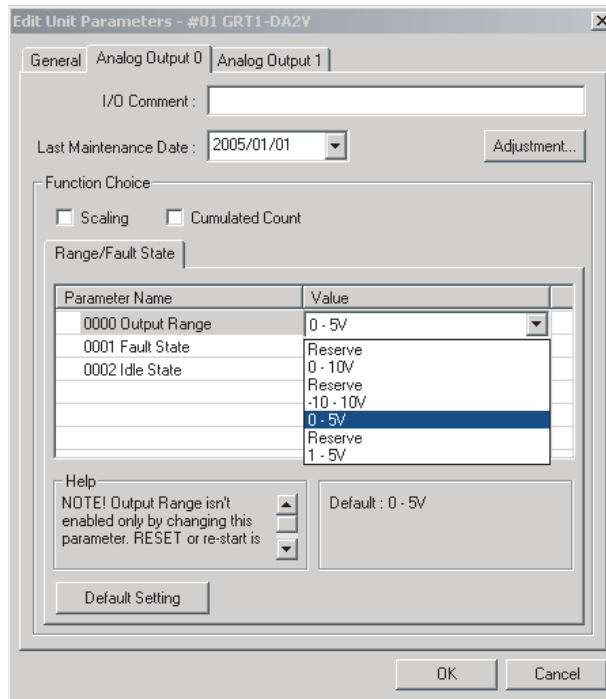 Edit Unit Parameters - #01 GRT1-DA2V
General Analog Output 0 Analog Output 1
I/O Comment :
Last Maintenance Date : 2005/01/01 Adjustment...
Function Choice
Scaling Cumulated Count
Range/Fault State
Parameter Name Value
0000 Output Range 0 - 5V
0001 Fault State
0002 Idle State
Reserve
0 - 10V
Reserve
-10 - 10V
0 - 5V
Reserve
1 - 5V
Help
NOTE! Output Range isn't
enabled only by changing this
parameter. RESET or re-start is
Default : 0 - 5V
Default Setting
OK Cancel